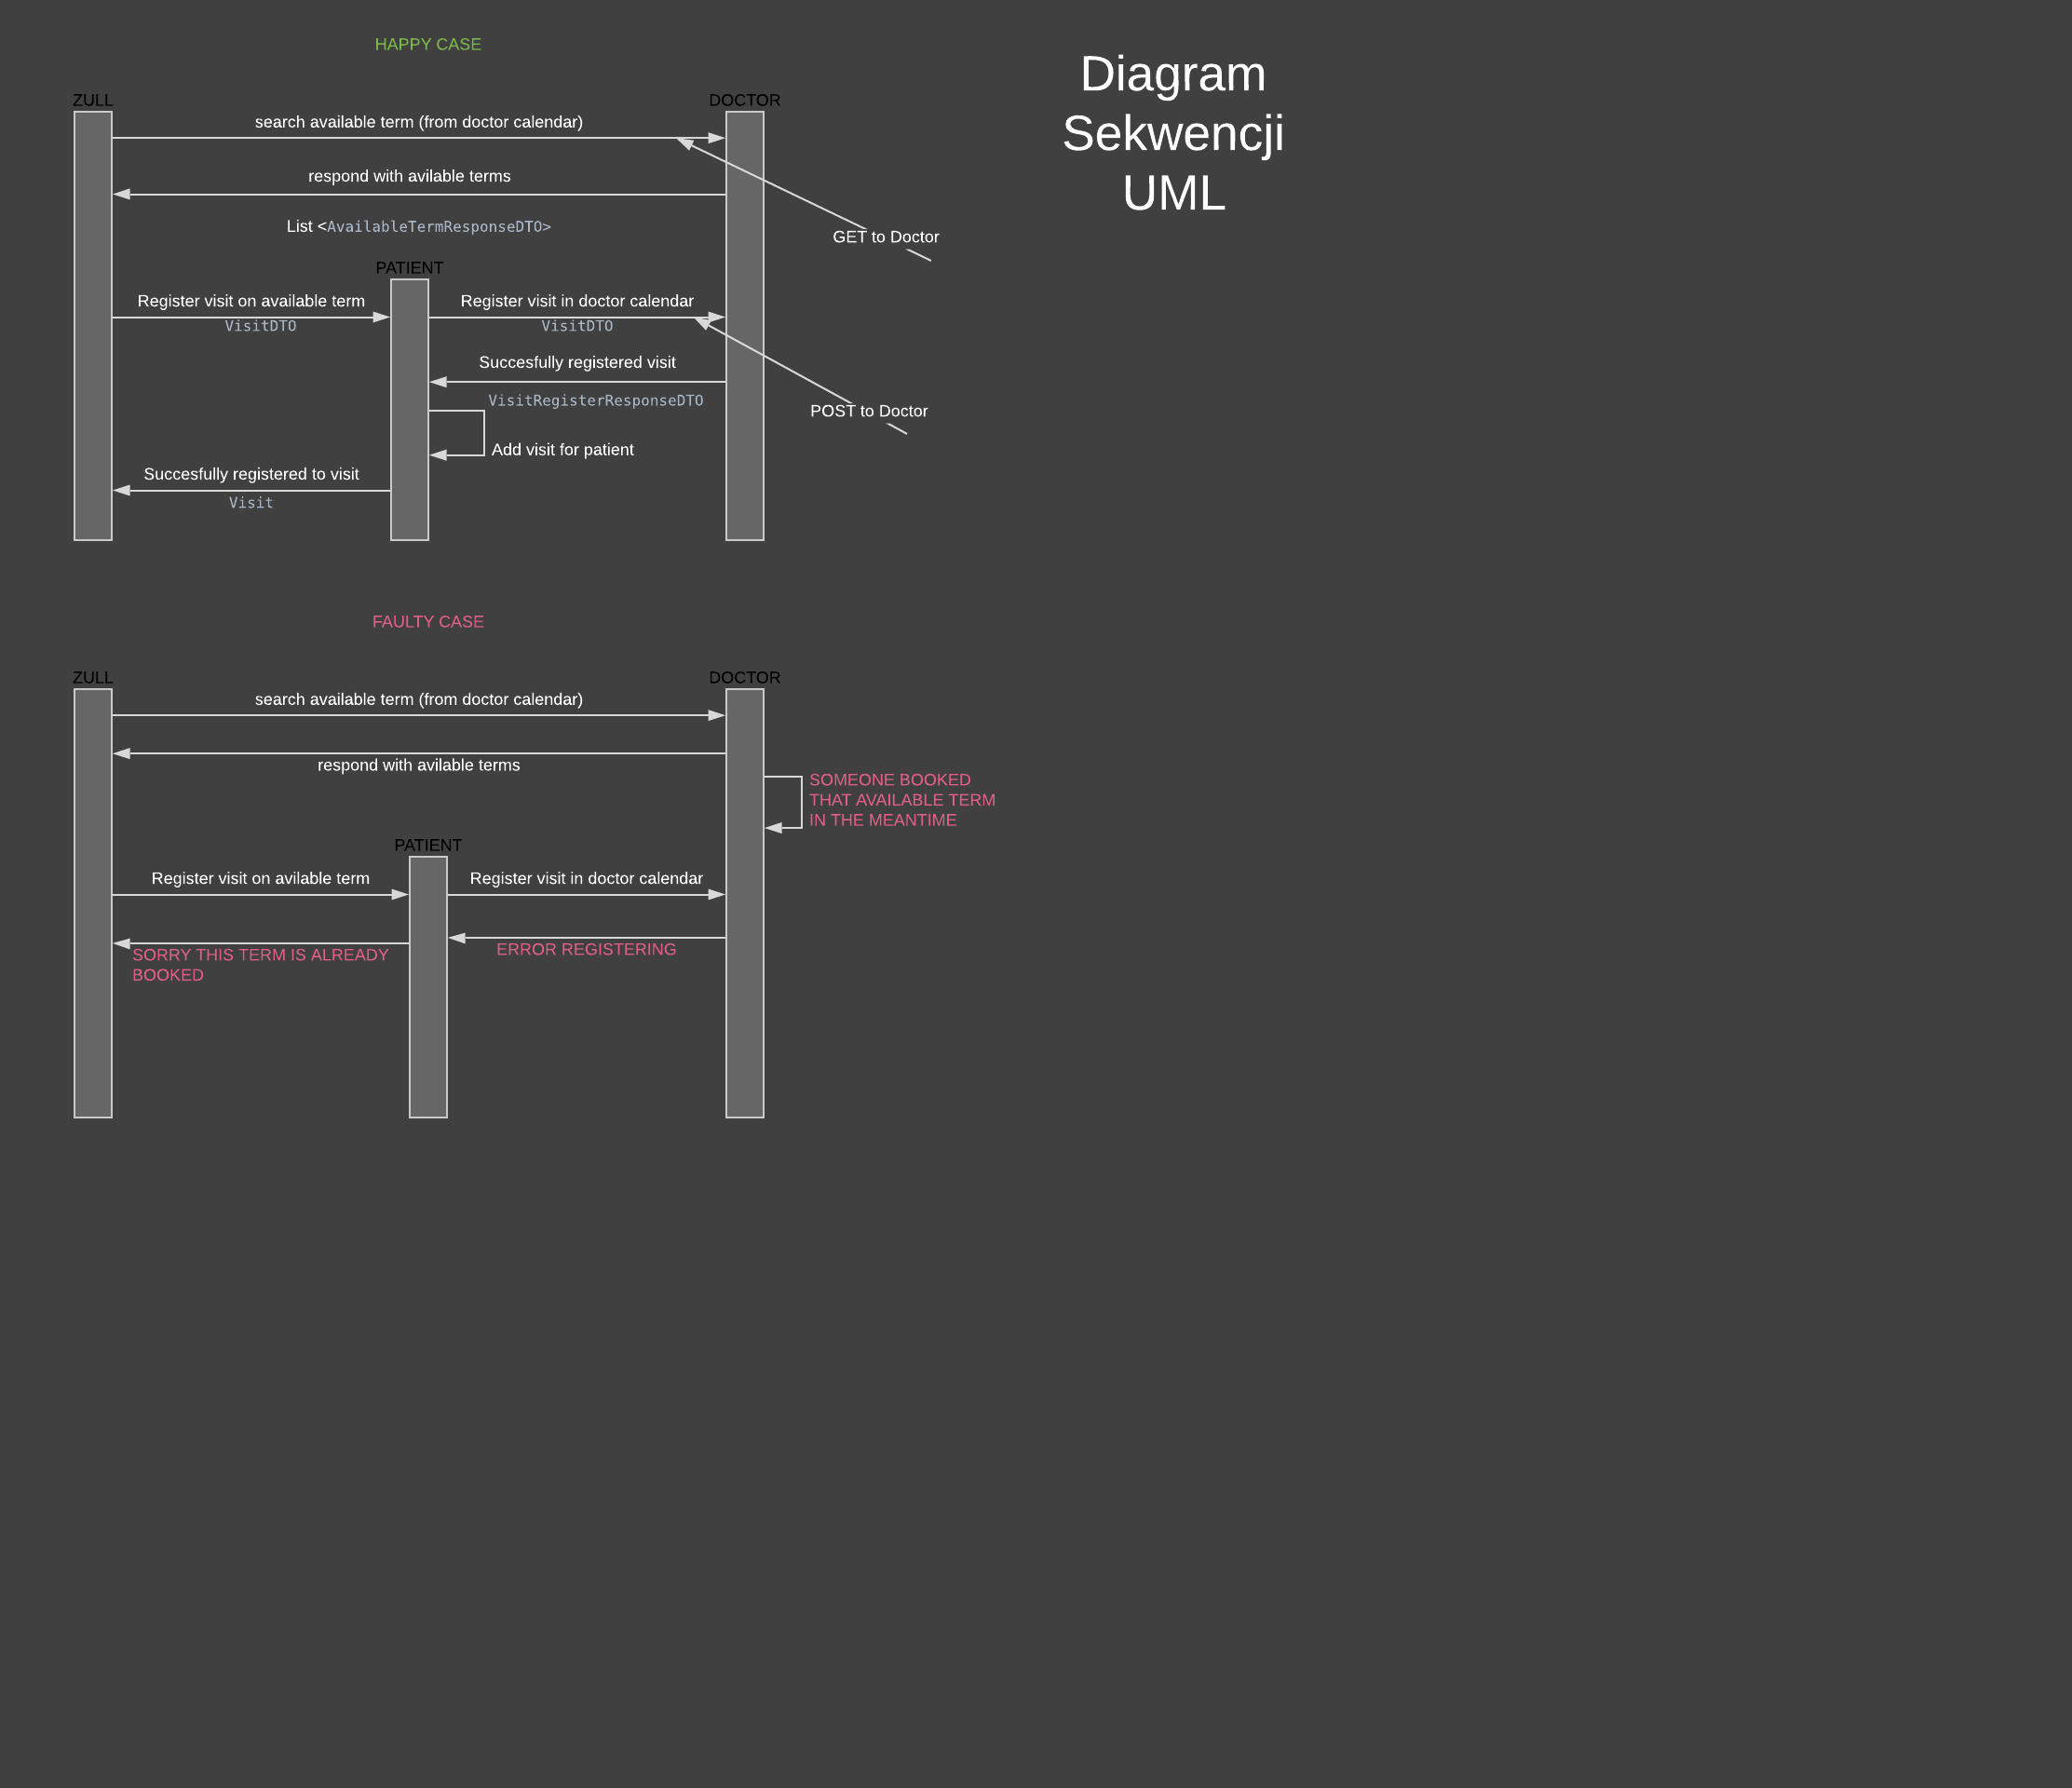 HAPPY CASE
Diagram
Sekwencji
UML
ZULL
DOCTOR
search available term (from doctor calendar)
respond with avilable terms
List <AvailableTermResponseDTO>
GET to Doctor
PATIENT
Register visit on available term
VisitDTO
Register visit in doctor calendar
VisitDTO
Succesfully registered visit
VisitRegisterResponseDTO
POST to Doctor
Add visit for patient
Succesfully registered to visit
Visit
FAULTY CASE
ZULL
DOCTOR
search available term (from doctor calendar)
respond with avilable terms
SOMEONE BOOKED
THAT AVAILABLE TERM
IN THE MEANTIME
PATIENT
Register visit on avilable term
Register visit in doctor calendar
ERROR REGISTERING
SORRY THIS TERM IS ALREADY
BOOKED